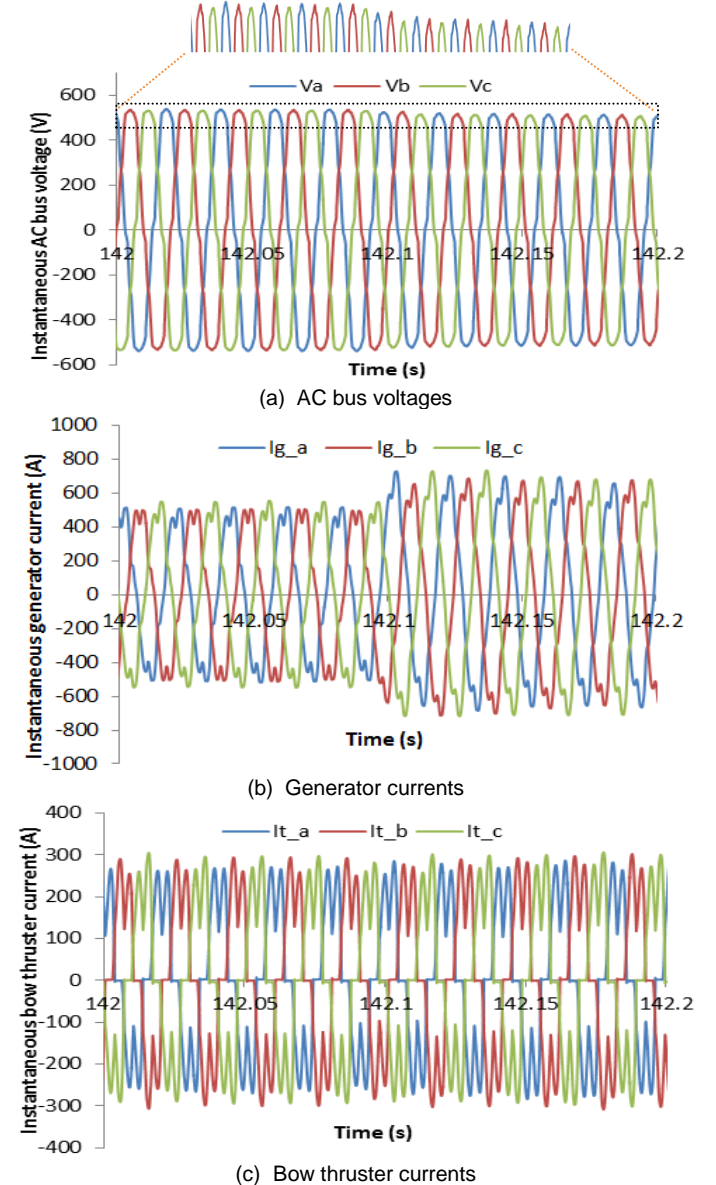 Va Vb Vc
Instantaneous AC bus voltage (V)
600
400
200
0
-200
-400
-600
142 142.05 142.1 142.15 142.2
Time (s)
(a) AC bus voltages
Ig_a Ig_b Ig_c
Instantaneous generator current (A)
1000
800
600
400
200
0
-200
-400
-600
-800
-1000
142 142.05 142.1 142.15 142.2
Time (s)
(b) Generator currents
It_a It_b It_c
Instantaneous bow thruster current (A)
400
300
200
100
0
-100
-200
-300
-400
142 142.05 142.1 142.15 142.2
Time (s)
(c) Bow thruster currents